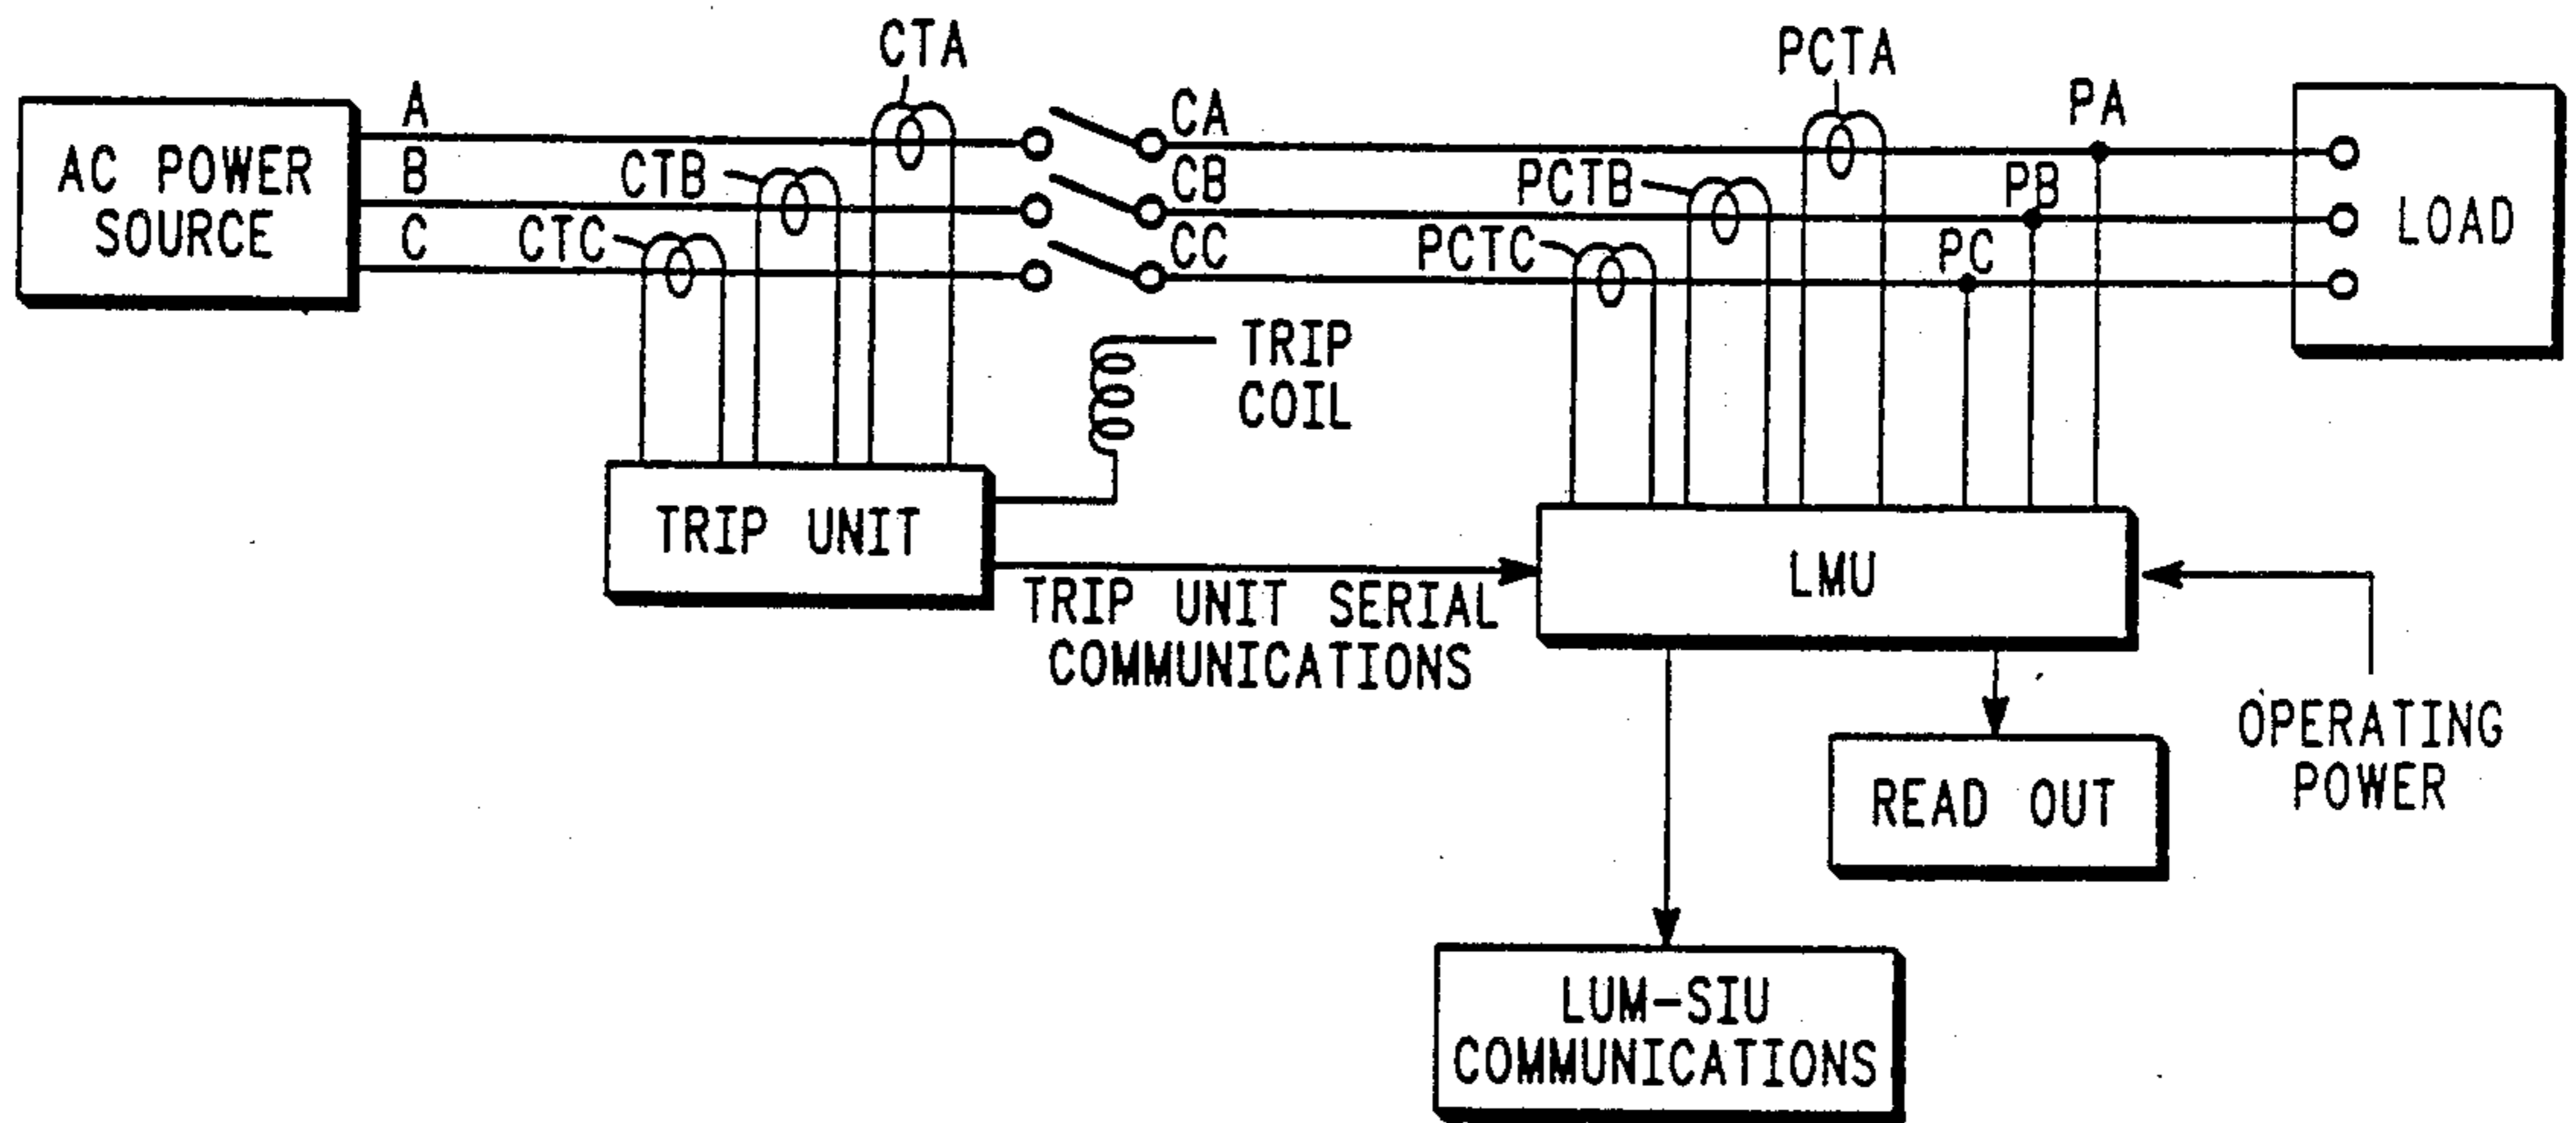 CTA
PCTA
PA
A
CA
AC POWER
SOURCE
B
CTB
CB
PCTB
PB
LOAD
C
CTC
CC
PCTC
PC
TRIP
COIL
TRIP UNIT
LMU
TRIP UNIT SERIAL
COMMUNICATIONS
OPERATING
POWER
READ OUT
LUM-SIU
COMMUNICATIONS